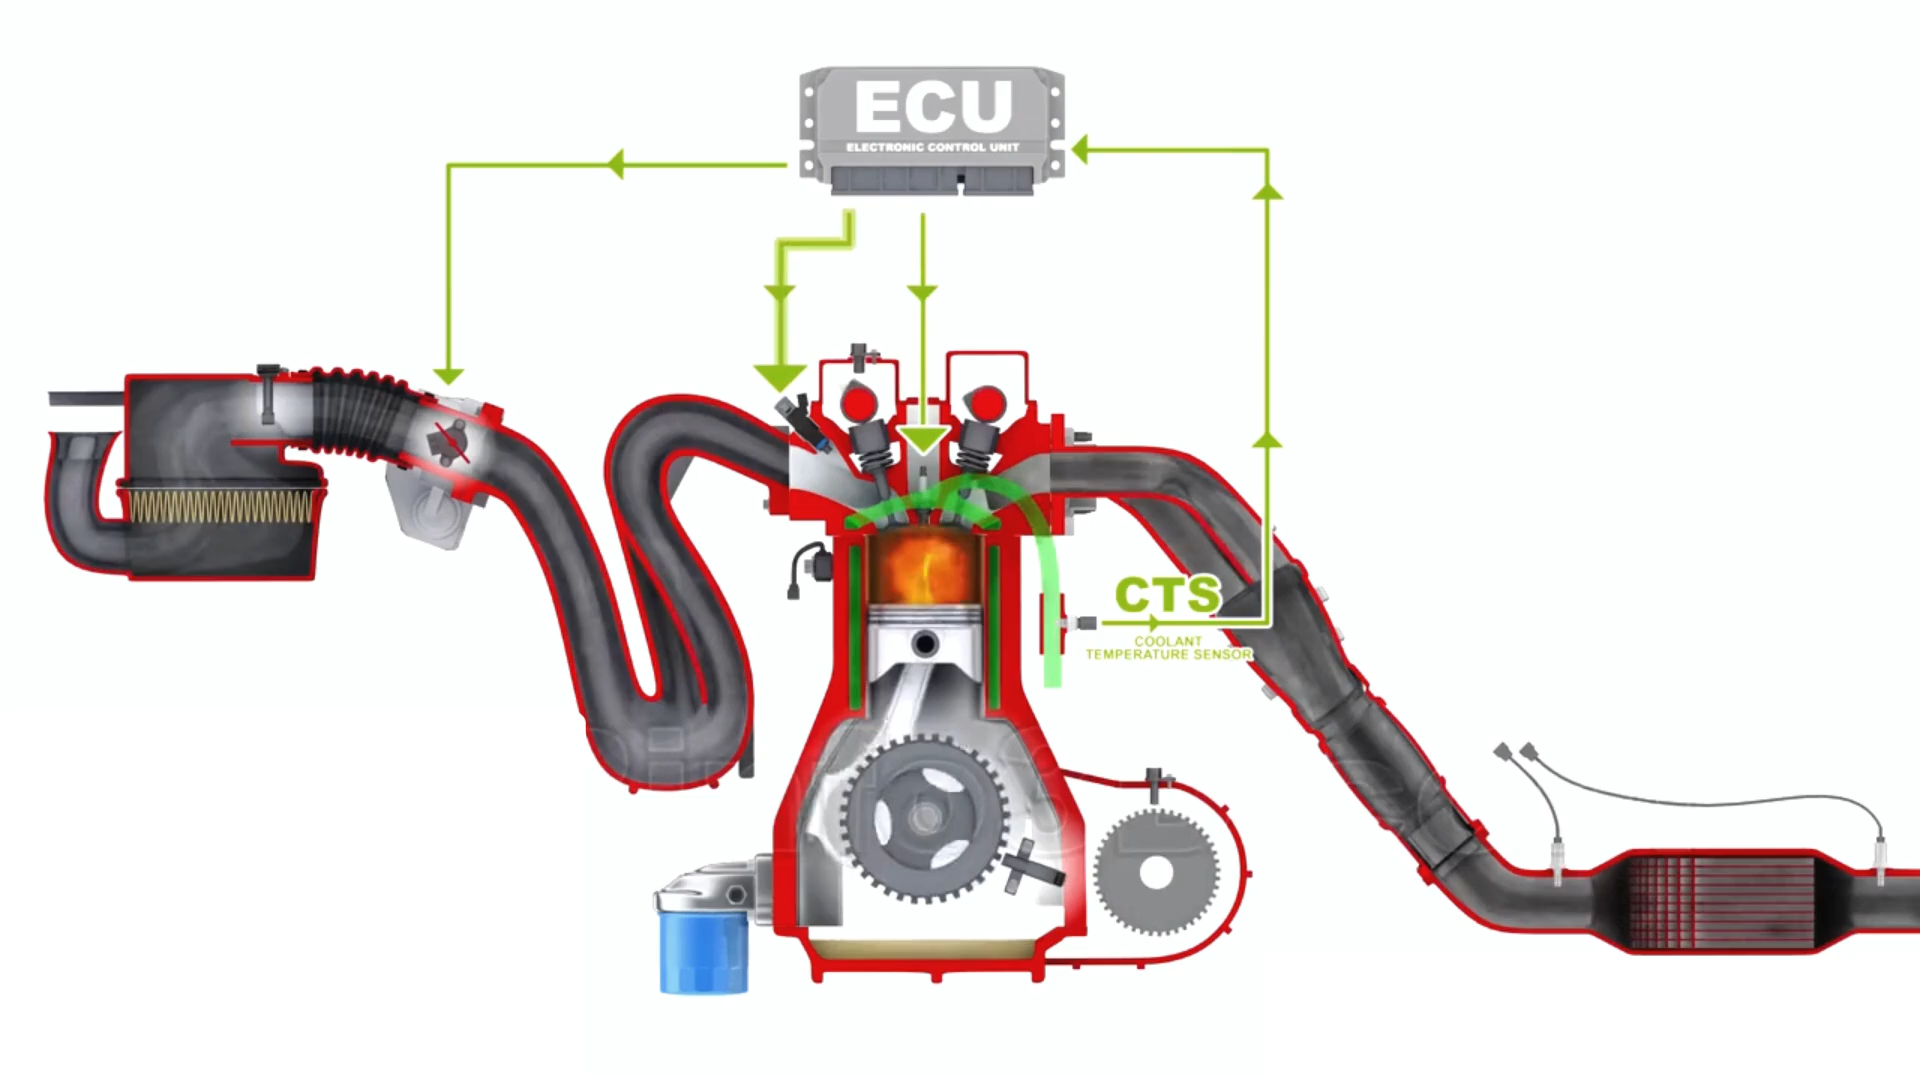 ECU
ELECTRONIC CONTROL UNIT
CTS
COOLANT
TEMPERATURE SENSOR